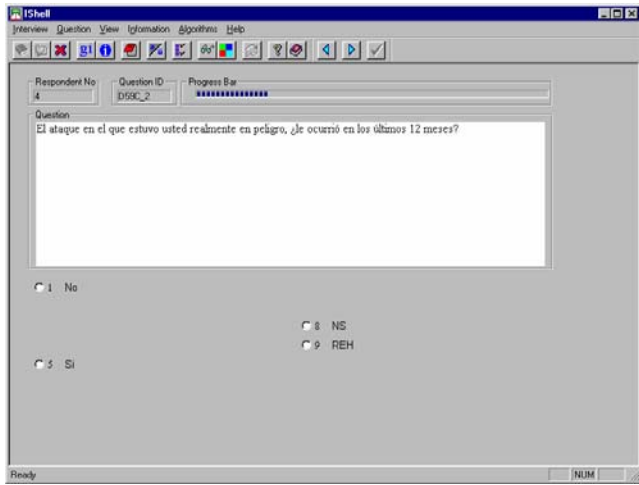 IShell
Interview Question View Information Algorithms Help
Respondent No
Question ID
Progress Bar
4
D59C_2
Question
El ataque en el que estuvo usted realmente en peligro, ¿le ocurrió en los últimos 12 meses?
1 No
8 NS
9 REH
5 Si
Ready
NUM